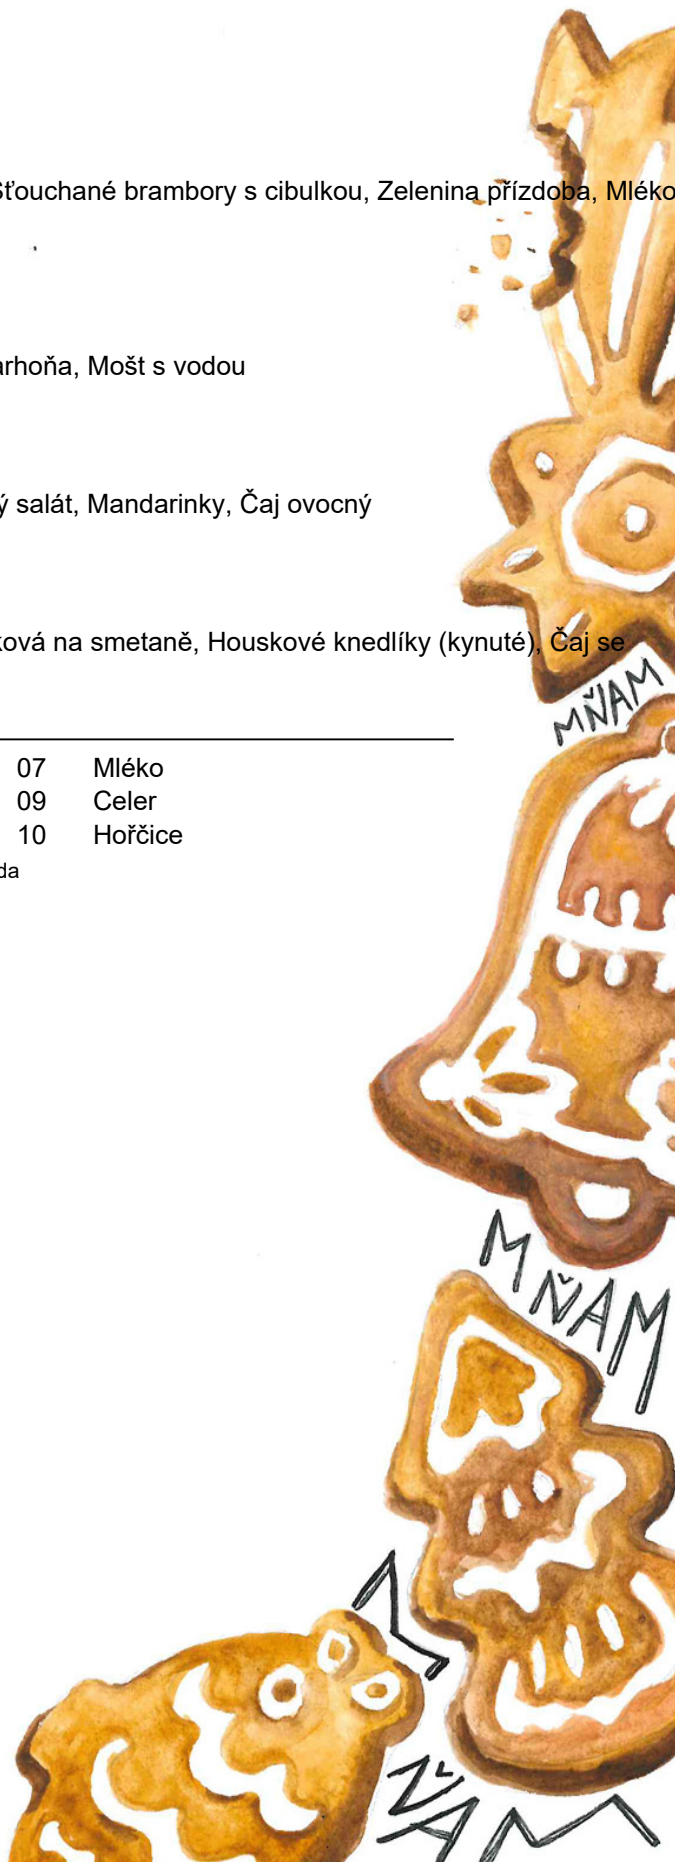 Šťouchané brambory s cibulkou, Zelenina přízdoba, Mléko
arhoňa, Mošt s vodou
ý salát, Mandarinky, Čaj ovocný
ková na smetaně, Houskové knedlíky (kynuté), Čaj se
MŇAM
07 Mléko
09 Celer
10 Hořčice
da
MŇAM
MŇAM